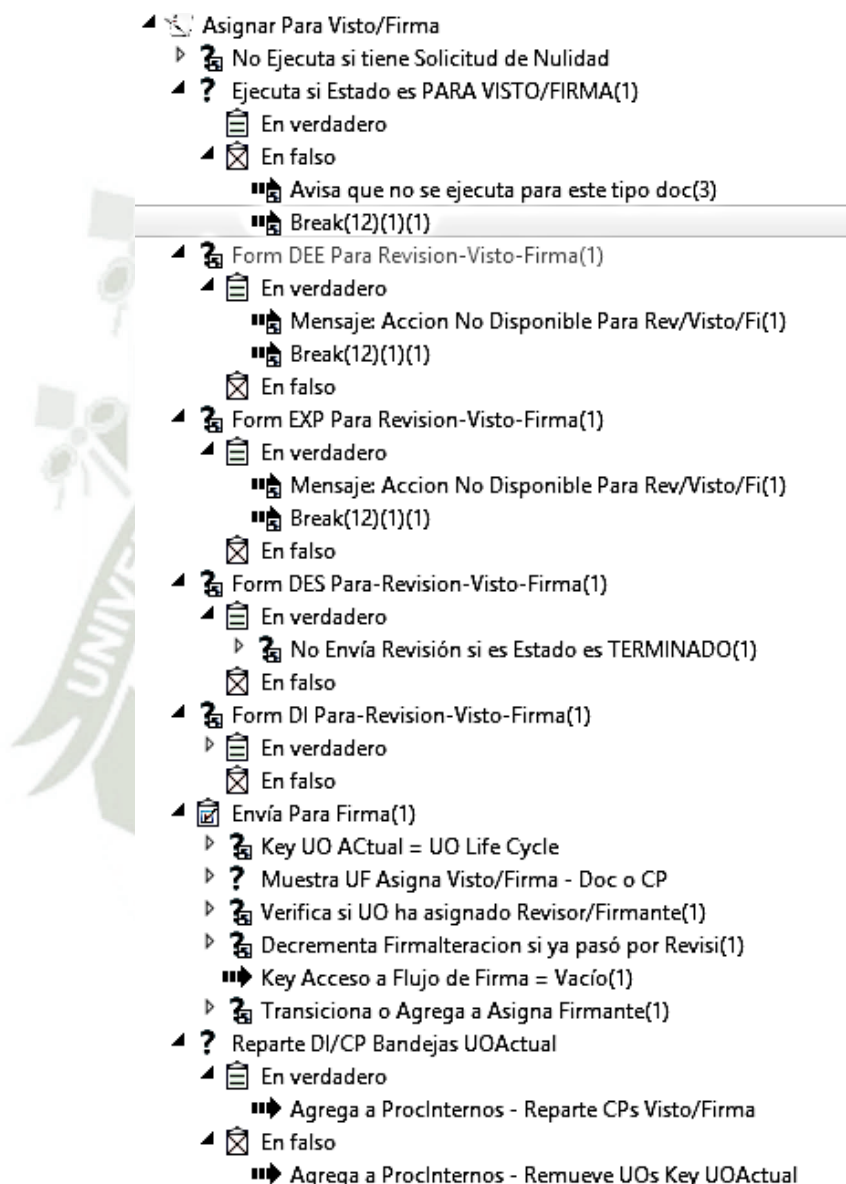 Asignar Para Visto/Firma
No Ejecuta si tiene Solicitud de Nulidad
Ejecuta si Estado es PARA VISTO/FIRMA(1)
En verdadero
En falso
Avisa que no se ejecuta para este tipo doc(3)
Break(12)(1)(1)
Form DEE Para Revision-Visto-Firma(1)
En verdadero
Mensaje: Accion No Disponible Para Rev/Visto/Fi(1)
Break(12)(1)(1)
En falso
Form EXP Para Revision-Visto-Firma(1)
En verdadero
Mensaje: Accion No Disponible Para Rev/Visto/Fi(1)
Break(12)(1)(1)
En falso
Form DES Para-Revision-Visto-Firma(1)
En verdadero
No Envía Revisión si es Estado es TERMINADO(1)
En falso
Form DI Para-Revision-Visto-Firma(1)
En verdadero
En falso
Envía Para Firma(1)
Key UO ACtual = UO Life Cycle
Muestra UF Asigna Visto/Firma - Doc o CP
Verifica si UO ha asignado Revisor/Firmante(1)
Decrementa FirmaIteracion si ya pasó por Revisi(1)
Key Acceso a Flujo de Firma = Vacío(1)
Transiciona o Agrega a Asigna Firmante(1)
Reparte DI/CP Bandejas UOActual
En verdadero
Agrega a ProcInternos - Reparte CPs Visto/Firma
En falso
Agrega a ProcInternos - Remueve UOs Key UOActual
UNIV